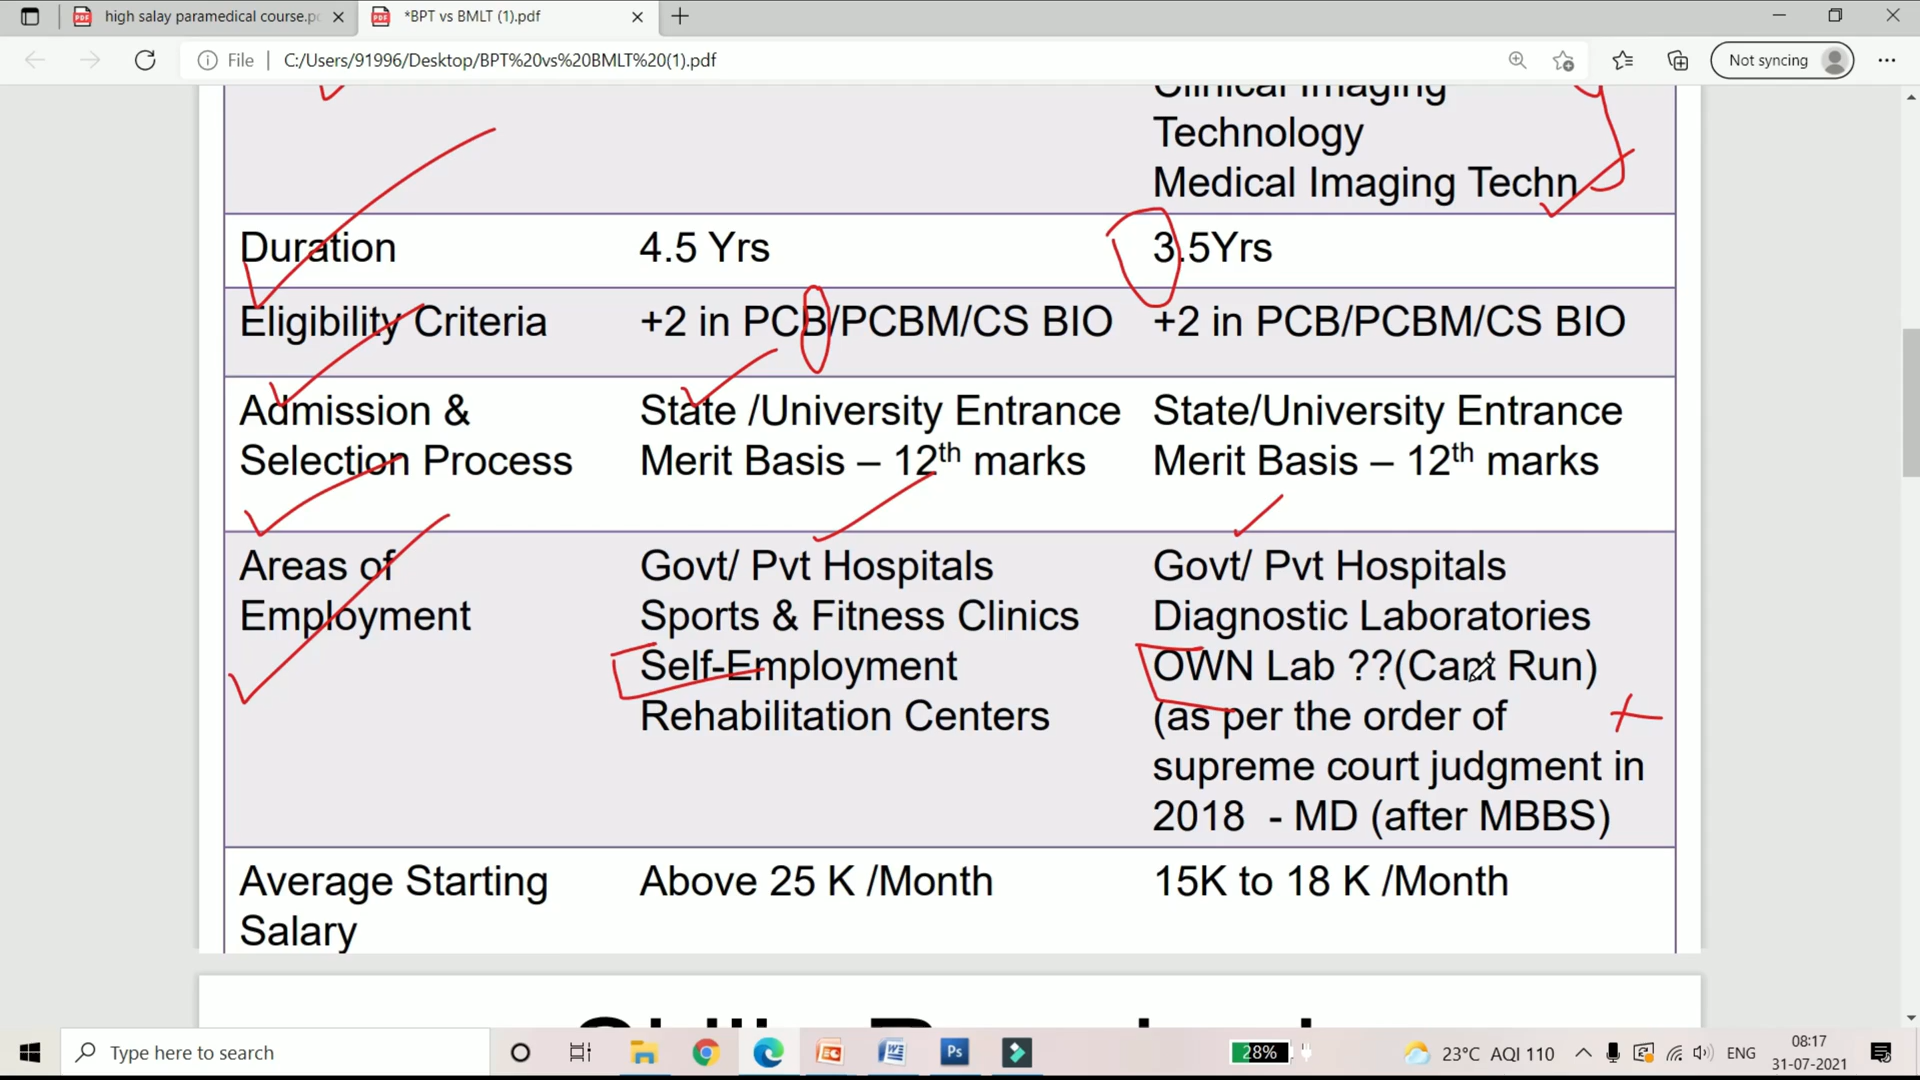 high salay paramedical course.p
*BPT vs BMLT (1).pdf
File
C:/Users/91996/Desktop/BPT%20vs%20BMLT%20(1).pdf
Not syncing
Clinical Imaging
Technology
Medical Imaging Techn
Duration
4.5 Yrs
3.5Yrs
Eligibility Criteria
+2 in PCB/PCBM/CS BIO
+2 in PCB/PCBM/CS BIO
Admission &
Selection Process
State /University Entrance
Merit Basis – 12th marks
State/University Entrance
Merit Basis – 12th marks
Areas of
Employment
Govt/ Pvt Hospitals
Sports & Fitness Clinics
Self-Employment
Rehabilitation Centers
Govt/ Pvt Hospitals
Diagnostic Laboratories
OWN Lab ??(Cant Run)
(as per the order of
supreme court judgment in
2018 - MD (after MBBS)
Average Starting
Salary
Above 25 K /Month
15K to 18 K /Month
Type here to search
28%
23°C AQI 110
ENG
08:17
31-07-2021